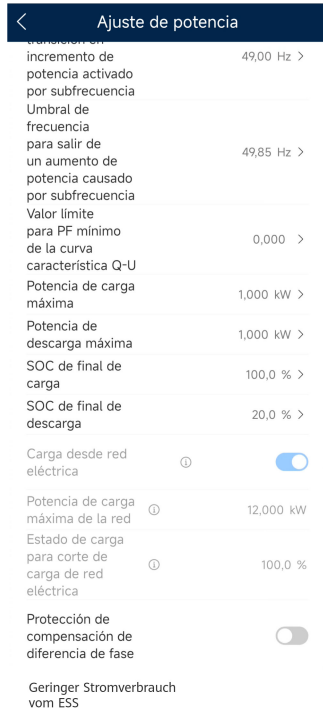 Ajuste de potencia
transición en
incremento de
potencia activado
por subfrecuencia
49,00 Hz >
Umbral de
frecuencia
para salir de
un aumento de
potencia causado
por subfrecuencia
49,85 Hz >
Valor límite
para PF mínimo
de la curva
característica Q-U
0,000 >
Potencia de carga
máxima
1,000 kW >
Potencia de
descarga máxima
1,000 kW >
SOC de final de
carga
100,0 % >
SOC de final de
descarga
20,0 % >
Carga desde red
eléctrica
Potencia de carga
máxima de la red
12,000 kW
Estado de carga
para corte de
carga de red
eléctrica
100,0 %
Protección de
compensación de
diferencia de fase
Geringer Stromverbrauch
vom ESS